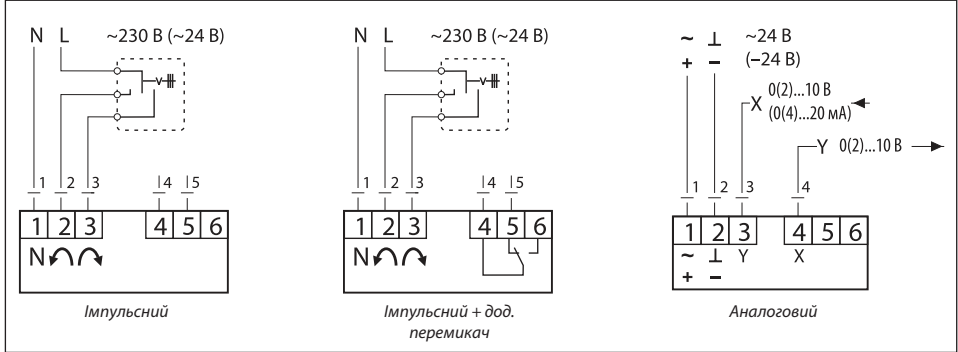 N L ~230 В (~24 В)
1 2 3 4 5
1 2 3 4 5 6
N
Імпульсний
N L ~230 В (~24 В)
1 2 3 4 5
1 2 3 4 5 6
N
Імпульсний + дод.
перемикач
~ ⊥ ~24 В
+ – (–24 В)
0(2)...10 В
X
(0(4)...20 мА)
Y 0(2)...10 В
1 2 3 4
1 2 3 4 5 6
~ ⊥ Y X
+ –
Аналоговий